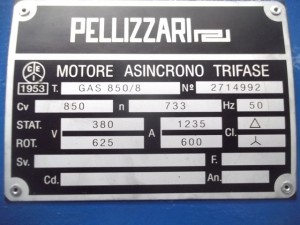 PELLIZZARI
MOTORE ASINCRONO TRIFASE
1953 T. GAS 850/8 Nº 2714992
Cv 850 n 733 Hz 50
STAT. V 380 A 1235 Cl.
ROT. 625 600
Sv. F.
Cd. An.